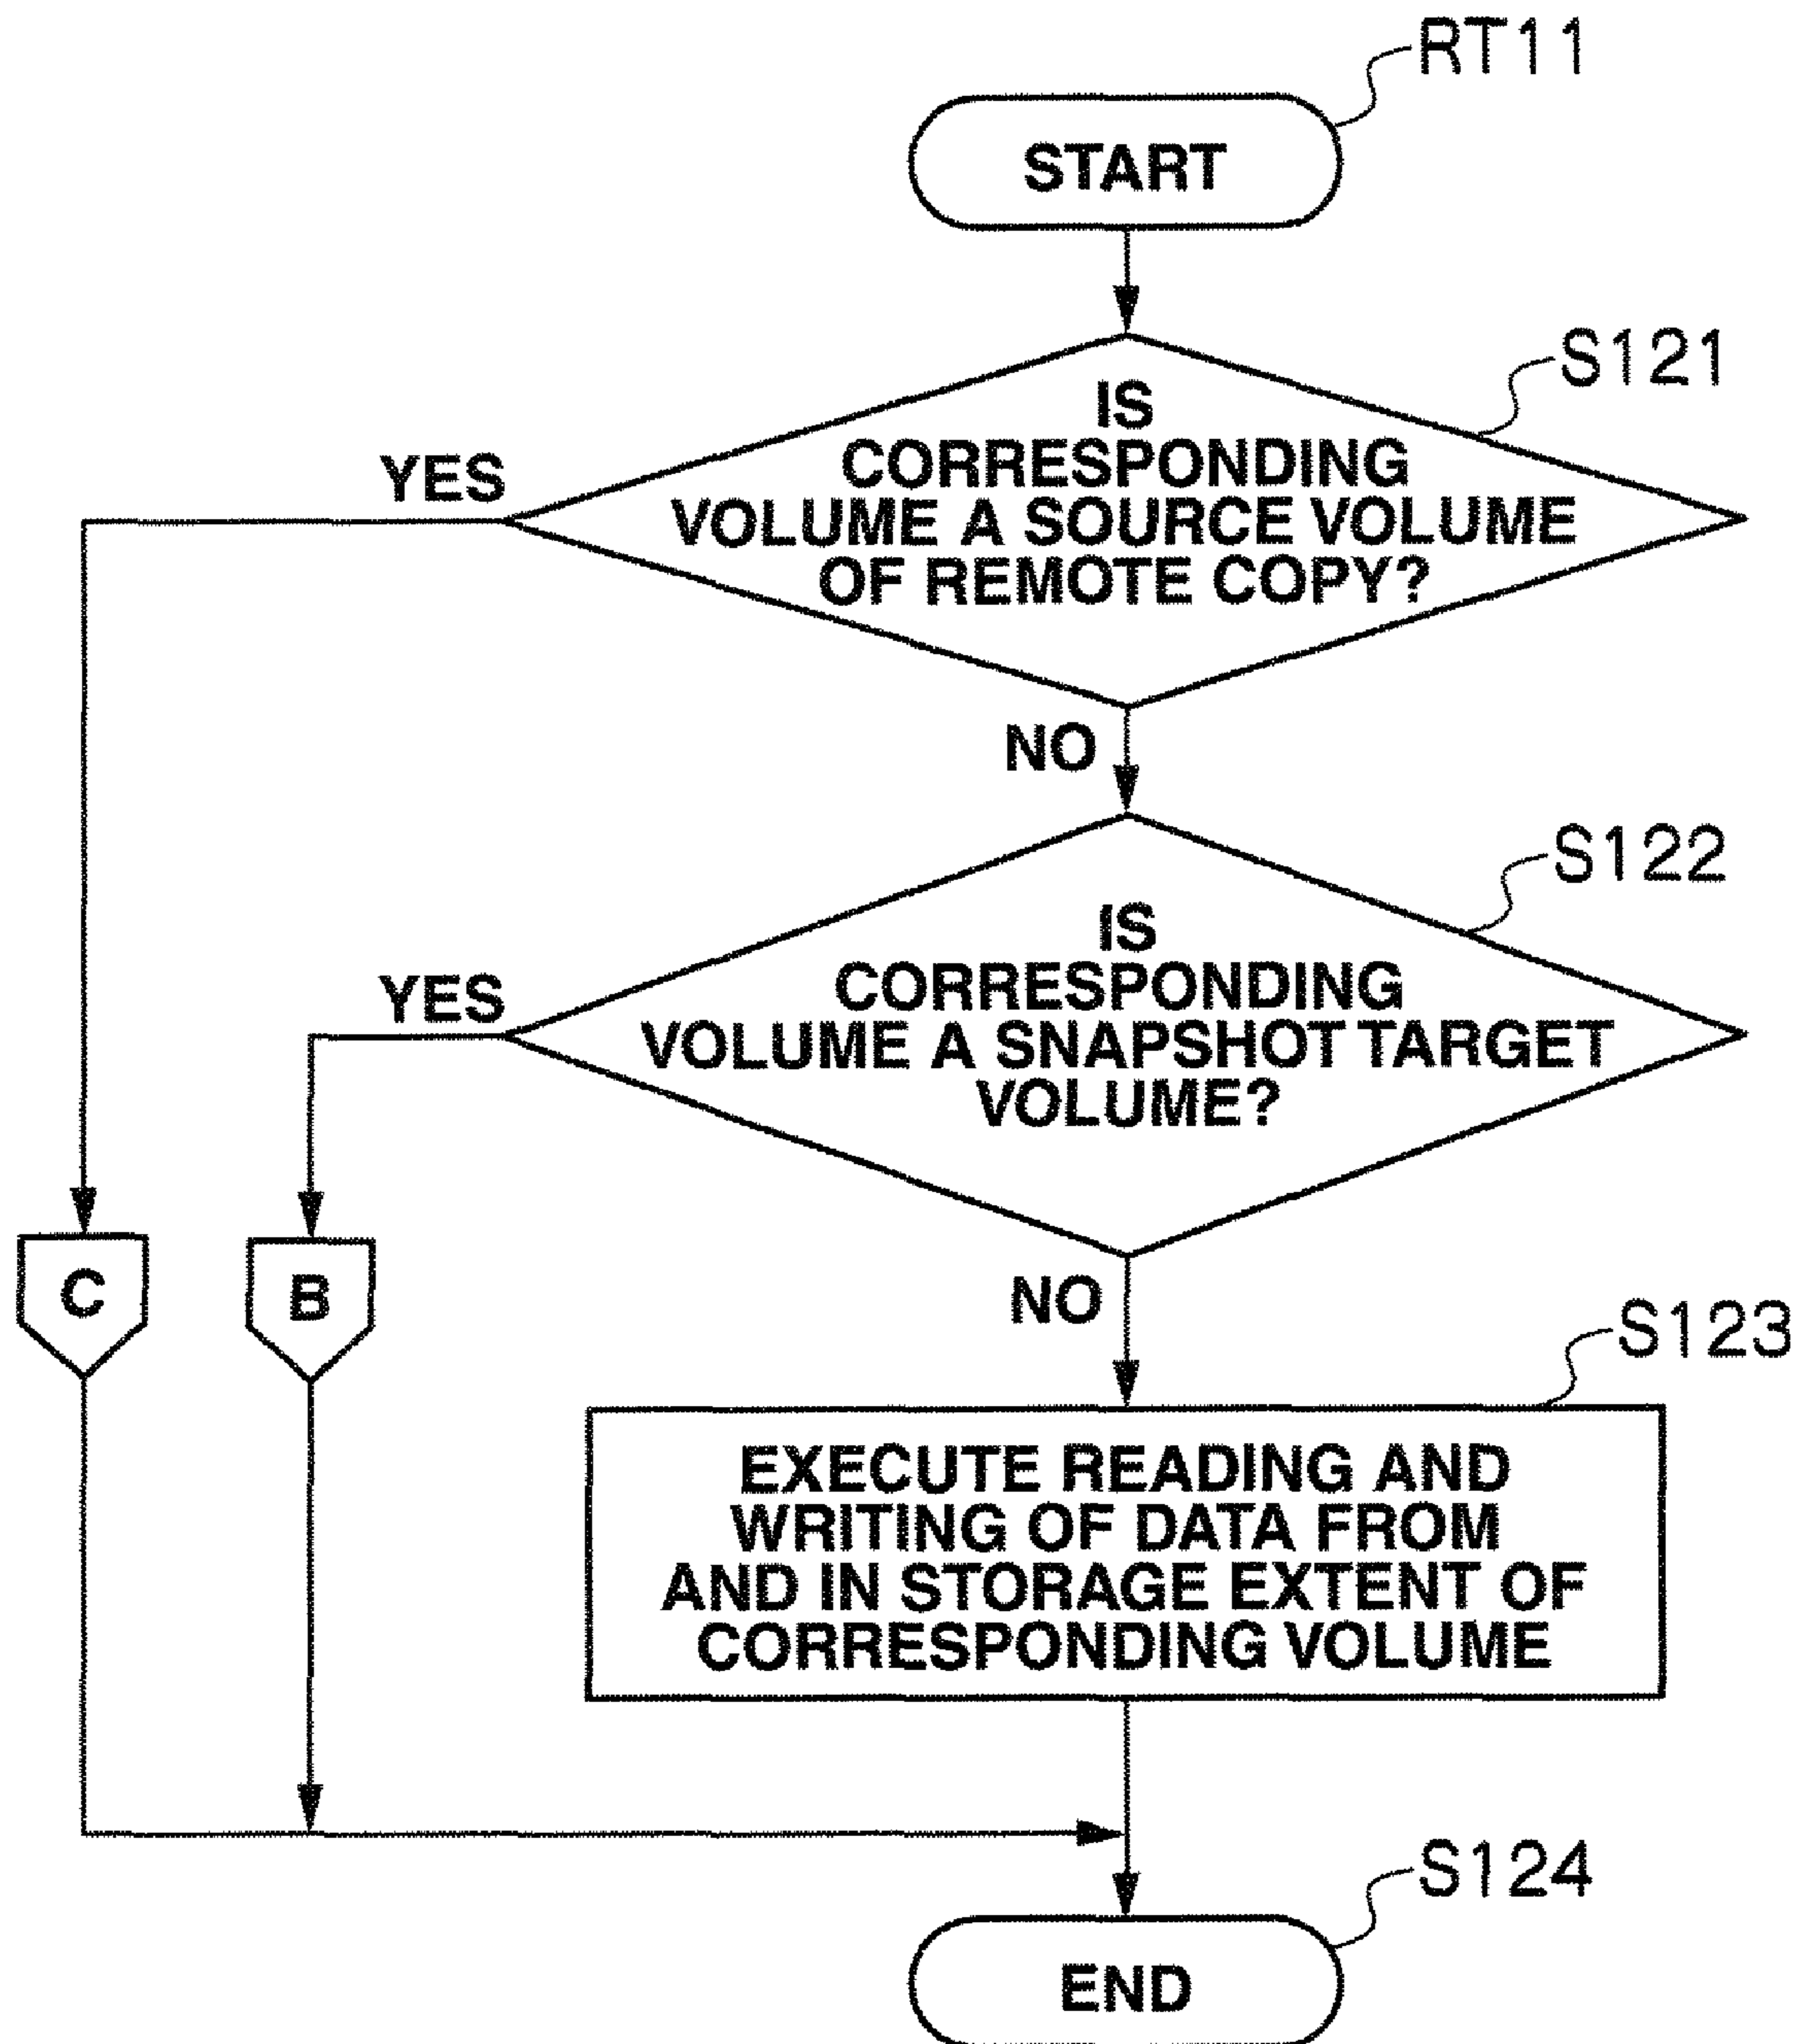 RT11
START
S121
IS
CORRESPONDING
VOLUME A SOURCE VOLUME
OF REMOTE COPY?
YES
NO
S122
IS
CORRESPONDING
VOLUME A SNAPSHOT TARGET
VOLUME?
YES
NO
C
B
S123
EXECUTE READING AND
WRITING OF DATA FROM
AND IN STORAGE EXTENT OF
CORRESPONDING VOLUME
S124
END